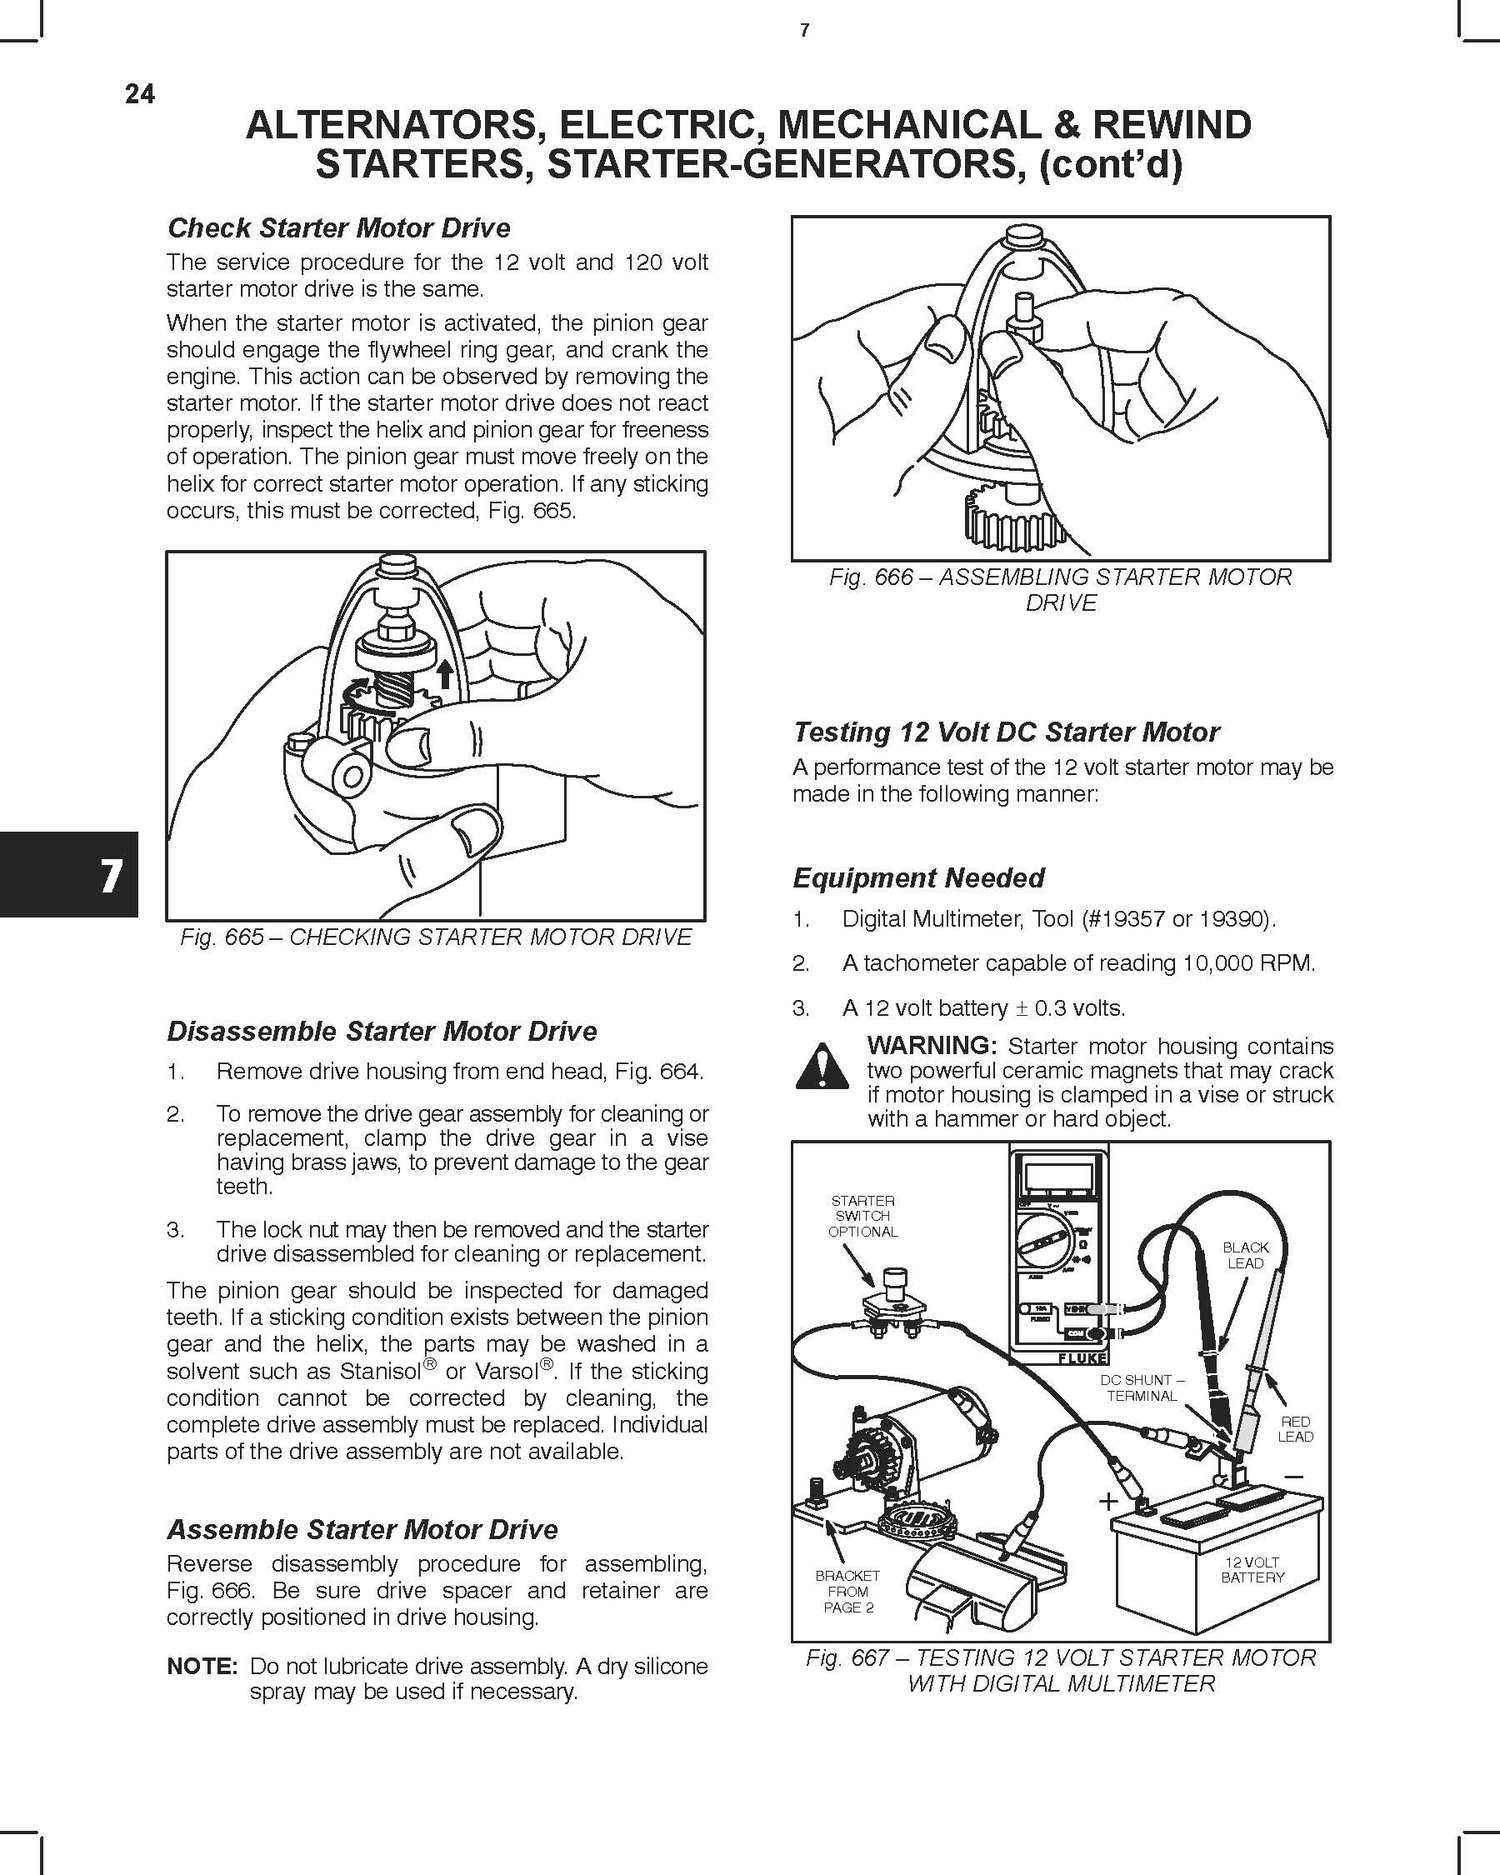 7
24
ALTERNATORS, ELECTRIC, MECHANICAL & REWIND
STARTERS, STARTER-GENERATORS, (cont’d)
Check Starter Motor Drive
The service procedure for the 12 volt and 120 volt
starter motor drive is the same.
When the starter motor is activated, the pinion gear
should engage the flywheel ring gear, and crank the
engine. This action can be observed by removing the
starter motor. If the starter motor drive does not react
properly, inspect the helix and pinion gear for freeness
of operation. The pinion gear must move freely on the
helix for correct starter motor operation. If any sticking
occurs, this must be corrected, Fig. 665.
7
Fig. 665 – CHECKING STARTER MOTOR DRIVE
Disassemble Starter Motor Drive
1. Remove drive housing from end head, Fig. 664.
2. To remove the drive gear assembly for cleaning or
replacement, clamp the drive gear in a vise
having brass jaws, to prevent damage to the gear
teeth.
3. The lock nut may then be removed and the starter
drive disassembled for cleaning or replacement.
The pinion gear should be inspected for damaged
teeth. If a sticking condition exists between the pinion
gear and the helix, the parts may be washed in a
solvent such as Stanisol® or Varsol®. If the sticking
condition cannot be corrected by cleaning, the
complete drive assembly must be replaced. Individual
parts of the drive assembly are not available.
Assemble Starter Motor Drive
Reverse disassembly procedure for assembling,
Fig. 666. Be sure drive spacer and retainer are
correctly positioned in drive housing.
NOTE: Do not lubricate drive assembly. A dry silicone
spray may be used if necessary.
Fig. 666 – ASSEMBLING STARTER MOTOR
DRIVE
Testing 12 Volt DC Starter Motor
A performance test of the 12 volt starter motor may be
made in the following manner:
Equipment Needed
1. Digital Multimeter, Tool (#19357 or 19390).
2. A tachometer capable of reading 10,000 RPM.
3. A 12 volt battery ± 0.3 volts.
WARNING: Starter motor housing contains
two powerful ceramic magnets that may crack
if motor housing is clamped in a vise or struck
with a hammer or hard object.
STARTER
SWITCH
OPTIONAL
OFF
V~
Ω
10A
FUSED
COM
FLUKE
BLACK
LEAD
DC SHUNT –
TERMINAL
RED
LEAD
+
–
12 VOLT
BATTERY
BRACKET
FROM
PAGE 2
Fig. 667 – TESTING 12 VOLT STARTER MOTOR
WITH DIGITAL MULTIMETER